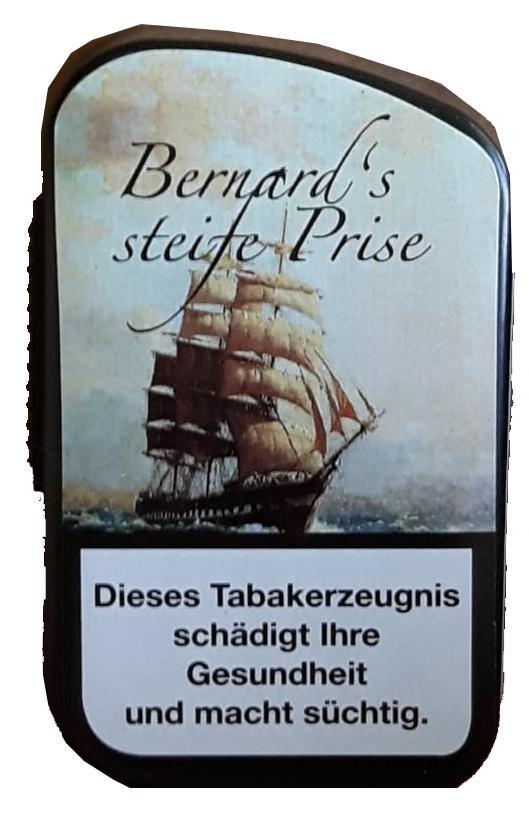 Bernard's
steife Prise
Dieses Tabakerzeugnis
schädigt Ihre
Gesundheit
und macht süchtig.